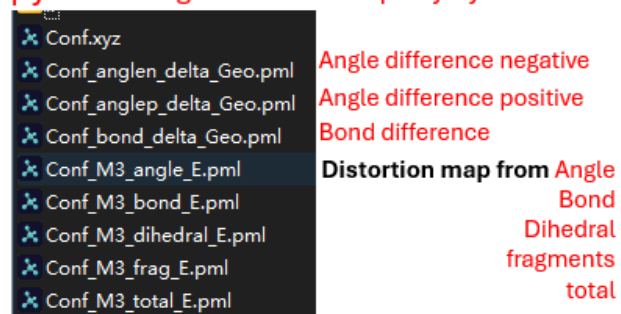 Conf.xyz
Conf_anglen_delta_Geo.pml Angle difference negative
Conf_anglep_delta_Geo.pml Angle difference positive
Conf_bond_delta_Geo.pml Bond difference
Conf_M3_angle_E.pml Distortion map from Angle
Conf_M3_bond_E.pml Bond
Conf_M3_dihedral_E.pml Dihedral
Conf_M3_frag_E.pml fragments
Conf_M3_total_E.pml total